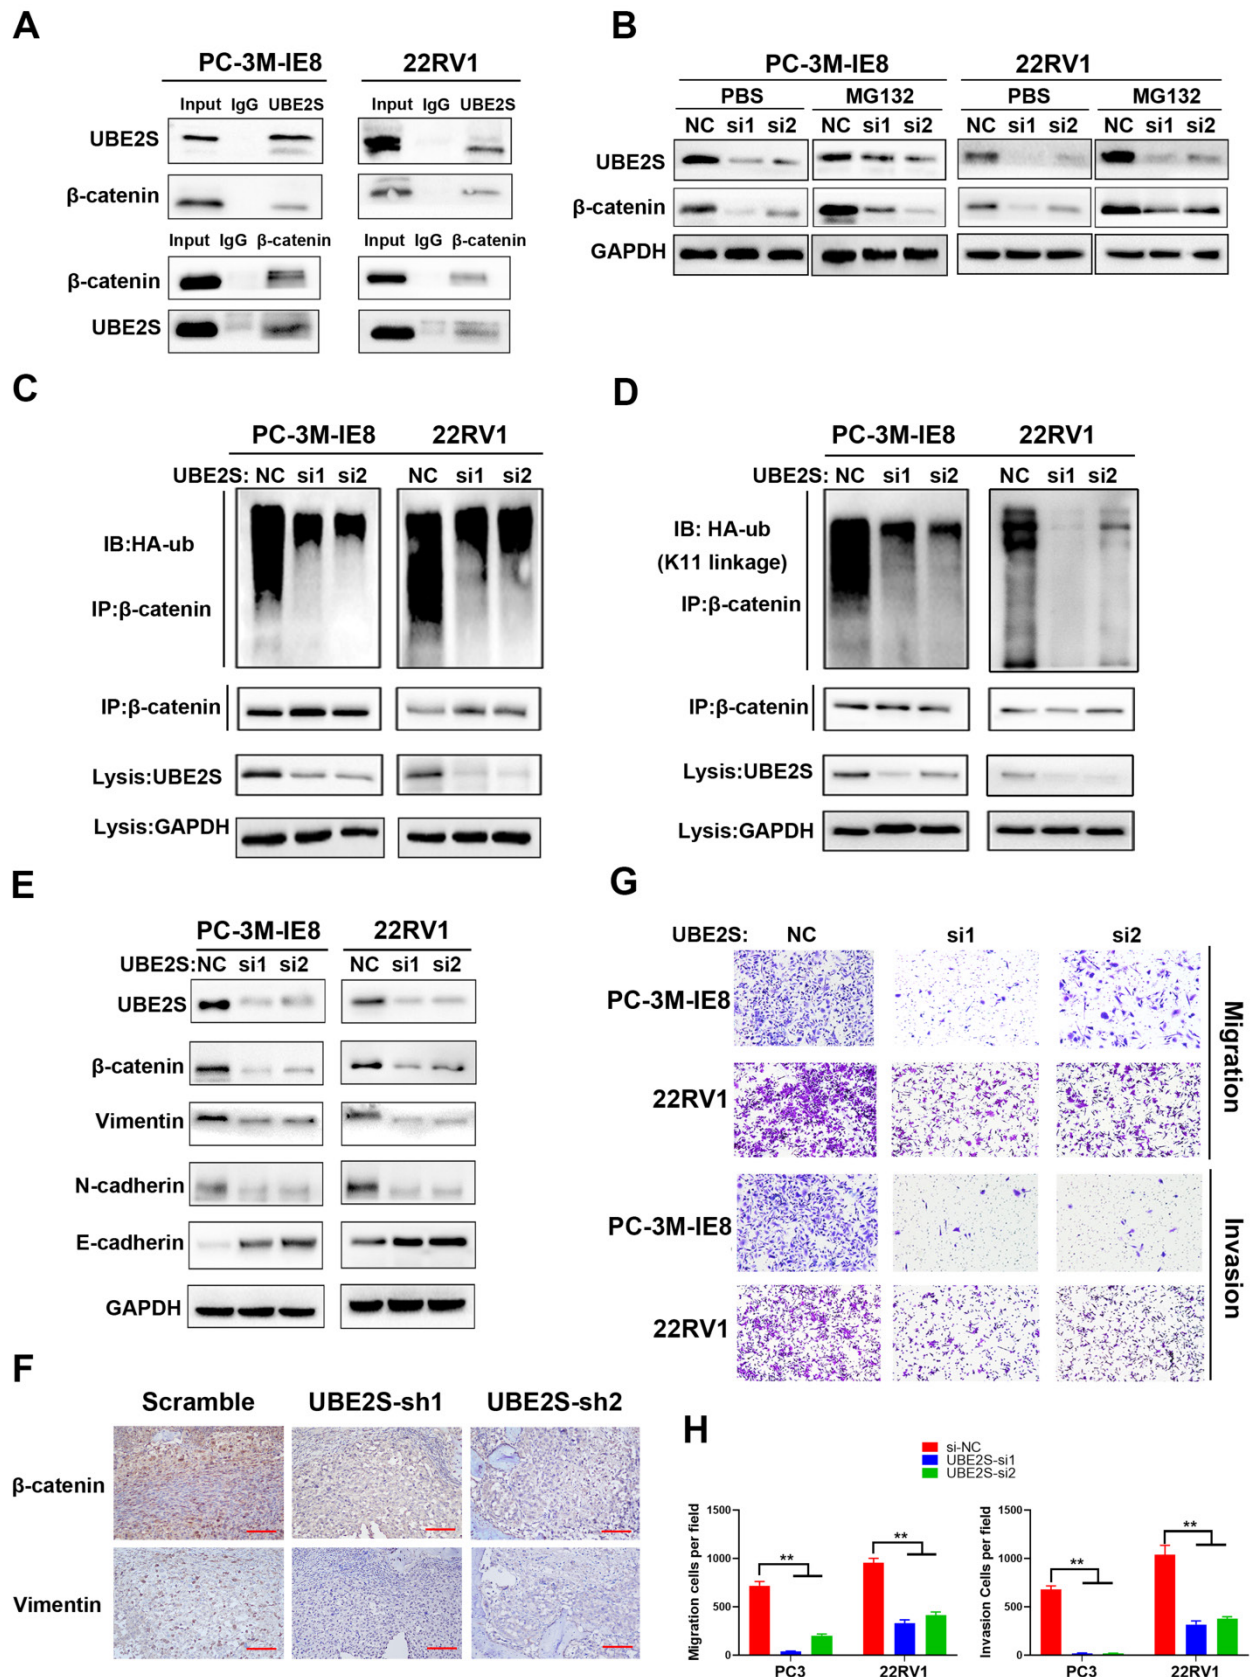 A
PC-3M-IE8 22RV1
Input IgG UBE2S Input IgG UBE2S
UBE2S
β-catenin
Input IgG β-catenin Input IgG β-catenin
β-catenin
UBE2S
B
PC-3M-IE8 22RV1
PBS MG132 PBS MG132
NC si1 si2 NC si1 si2 NC si1 si2 NC si1 si2
UBE2S
β-catenin
GAPDH
C
PC-3M-IE8 22RV1
UBE2S: NC si1 si2 NC si1 si2
IB:HA-ub
IP:β-catenin
IP:β-catenin
Lysis:UBE2S
Lysis:GAPDH
D
PC-3M-IE8 22RV1
UBE2S: NC si1 si2 NC si1 si2
IB: HA-ub
(K11 linkage)
IP:β-catenin
IP:β-catenin
Lysis:UBE2S
Lysis:GAPDH
E
PC-3M-IE8 22RV1
UBE2S: NC si1 si2 NC si1 si2
UBE2S
β-catenin
Vimentin
N-cadherin
E-cadherin
GAPDH
F
Scramble UBE2S-sh1 UBE2S-sh2
β-catenin
Vimentin
G
UBE2S: NC si1 si2
PC-3M-IE8
22RV1
Migration
PC-3M-IE8
22RV1
Invasion
H
si-NC
UBE2S-si1
UBE2S-si2
Migration cells per field
1500
1000
500
0
** **
PC3 22RV1
Invasion Cells per field
1500
1000
500
0
** **
PC3 22RV1